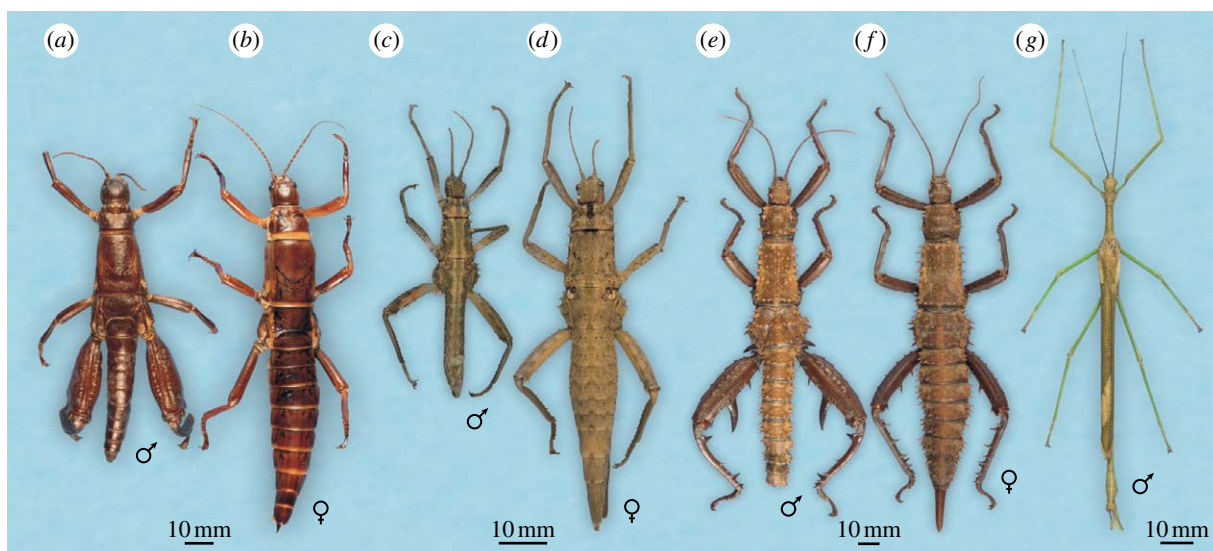 (a) (b) (c) (d) (e) (f) (g)
♂ ♀ ♂ ♀ ♂ ♀ ♂
10 mm 10 mm 10 mm 10 mm